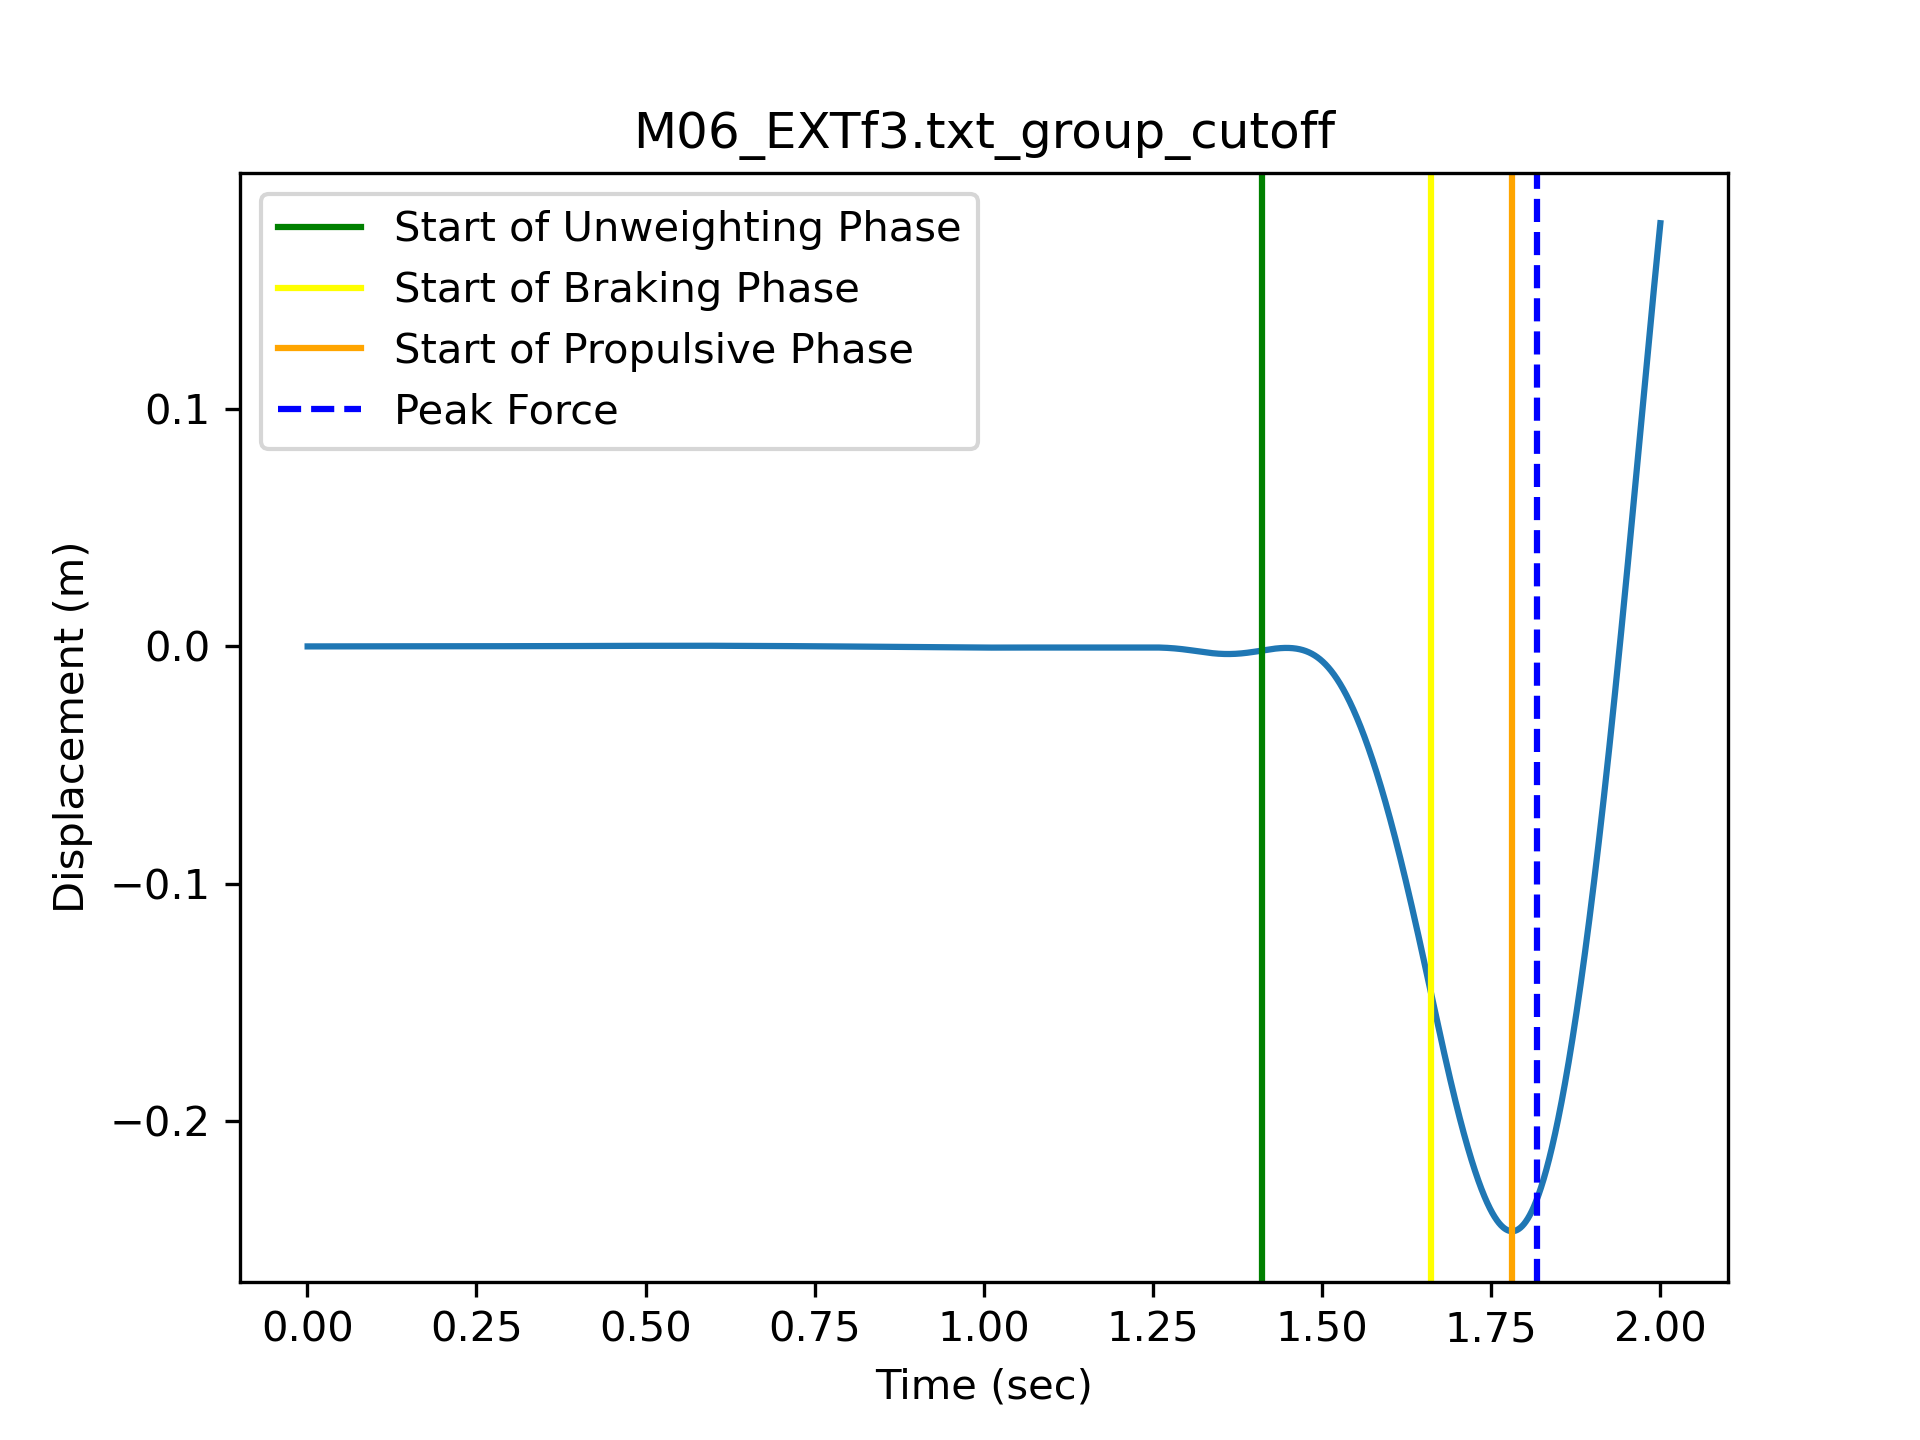 M06_EXTf3.txt_group_cutoff
Start of Unweighting Phase
Start of Braking Phase
Start of Propulsive Phase
Peak Force
0.1
0.0
−0.1
−0.2
Displacement (m)
0.00 0.25 0.50 0.75 1.00 1.25 1.50 1.75 2.00
Time (sec)